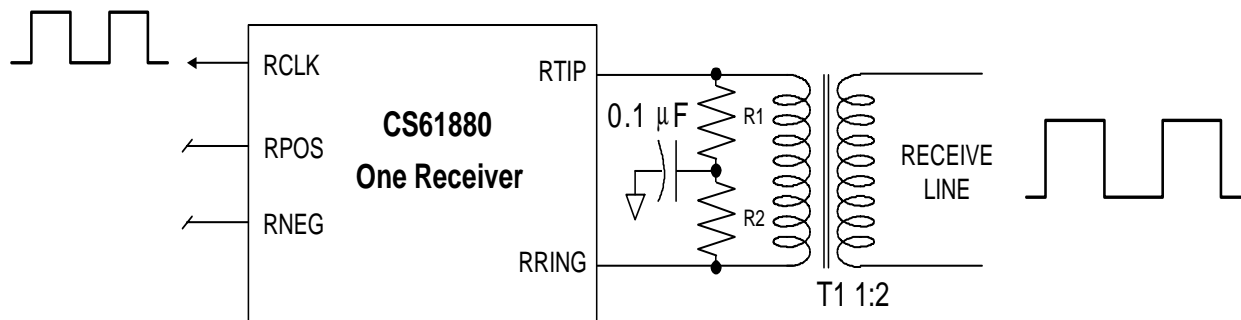 RCLK
RPOS
RNEG
CS61880
One Receiver
RTIP
RRING
0.1 μF
R1
R2
RECEIVE
LINE
T1 1:2